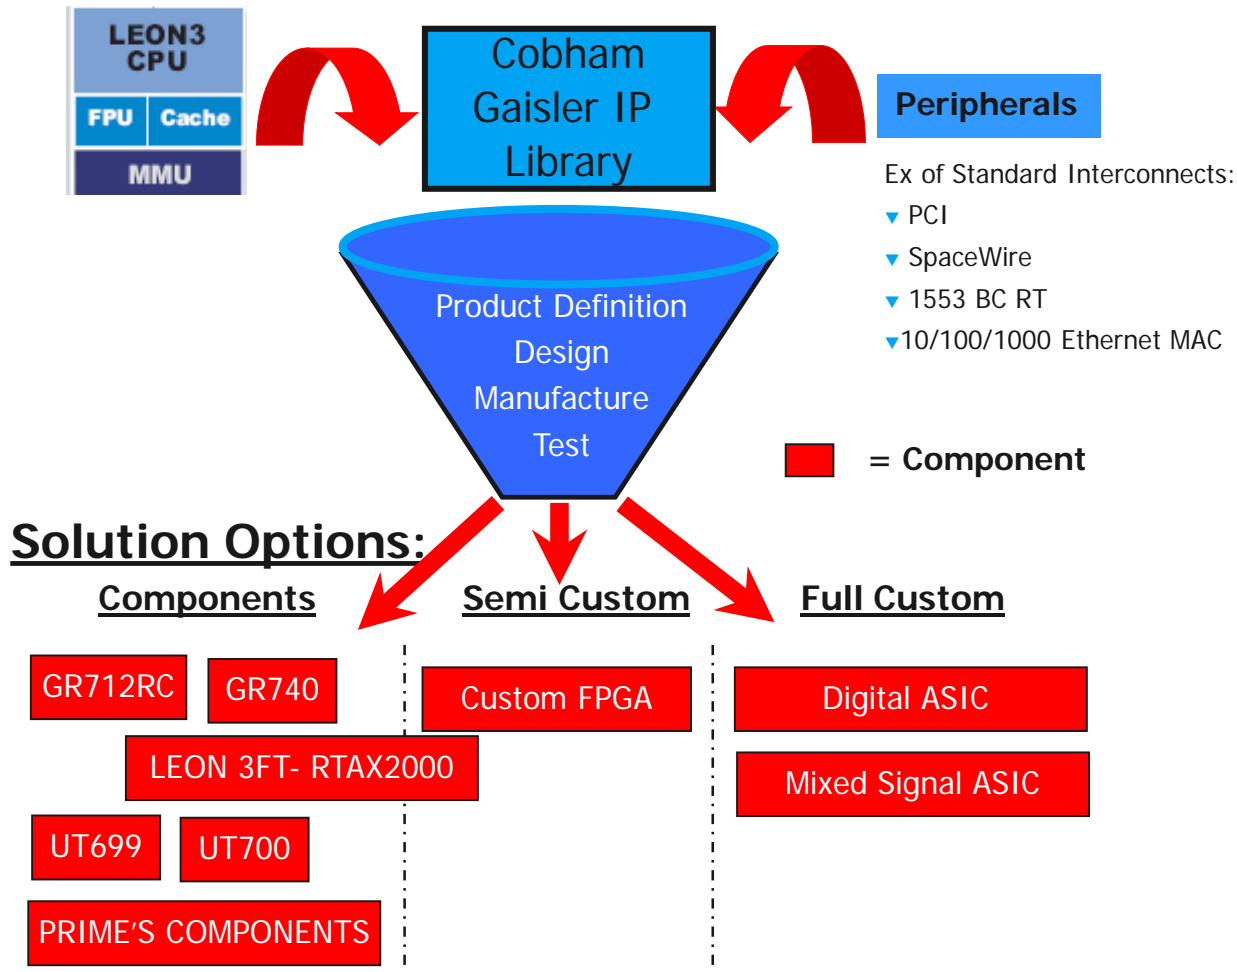 LEON3
CPU
FPU
Cache
MMU
Cobham
Gaisler IP
Library
Peripherals
Ex of Standard Interconnects:
PCI
SpaceWire
1553 BC RT
10/100/1000 Ethernet MAC
Product Definition
Design
Manufacture
Test
= Component
Solution Options:
Components
Semi Custom
Full Custom
GR712RC
GR740
LEON 3FT- RTAX2000
UT699
UT700
PRIME'S COMPONENTS
Custom FPGA
Digital ASIC
Mixed Signal ASIC